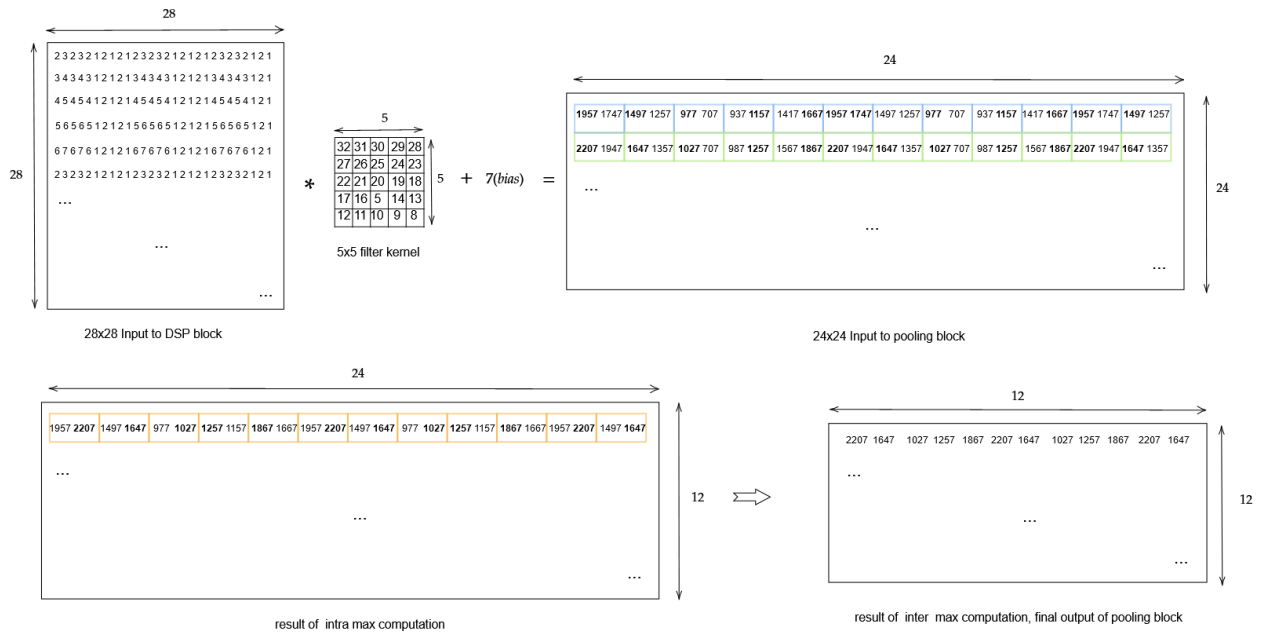 28
2 3 2 3 2 1 2 1 2 1 2 3 2 3 2 1 2 1 2 1 2 3 2 3 2 1 2 1
3 4 3 4 3 1 2 1 2 1 3 4 3 4 3 1 2 1 2 1 3 4 3 4 3 1 2 1
4 5 4 5 4 1 2 1 2 1 4 5 4 5 4 1 2 1 2 1 4 5 4 5 4 1 2 1
5 6 5 6 5 1 2 1 2 1 5 6 5 6 5 1 2 1 2 1 5 6 5 6 5 1 2 1
6 7 6 7 6 1 2 1 2 1 6 7 6 7 6 1 2 1 2 1 6 7 6 7 6 1 2 1
2 3 2 3 2 1 2 1 2 1 2 3 2 3 2 1 2 1 2 1 2 3 2 3 2 1 2 1
...
...
...
28
28x28 Input to DSP block
*
5
32 31 30 29 28
27 26 25 24 23
22 21 20 19 18
17 16 5 14 13
12 11 10 9 8
5
5x5 filter kernel
+ 7(bias) =
24
1957 1747 1497 1257 977 707 937 1157 1417 1667 1957 1747 1497 1257 977 707 937 1157 1417 1667 1957 1747 1497 1257
2207 1947 1647 1357 1027 707 987 1257 1567 1867 2207 1947 1647 1357 1027 707 987 1257 1567 1867 2207 1947 1647 1357
...
...
...
24
24x24 Input to pooling block
24
1957 2207 1497 1647 977 1027 1257 1157 1867 1667 1957 2207 1497 1647 977 1027 1257 1157 1867 1667 1957 2207 1497 1647
...
...
...
12
result of intra max computation
12
2207 1647 1027 1257 1867 2207 1647 1027 1257 1867 2207 1647
...
...
...
12
result of inter max computation, final output of pooling block